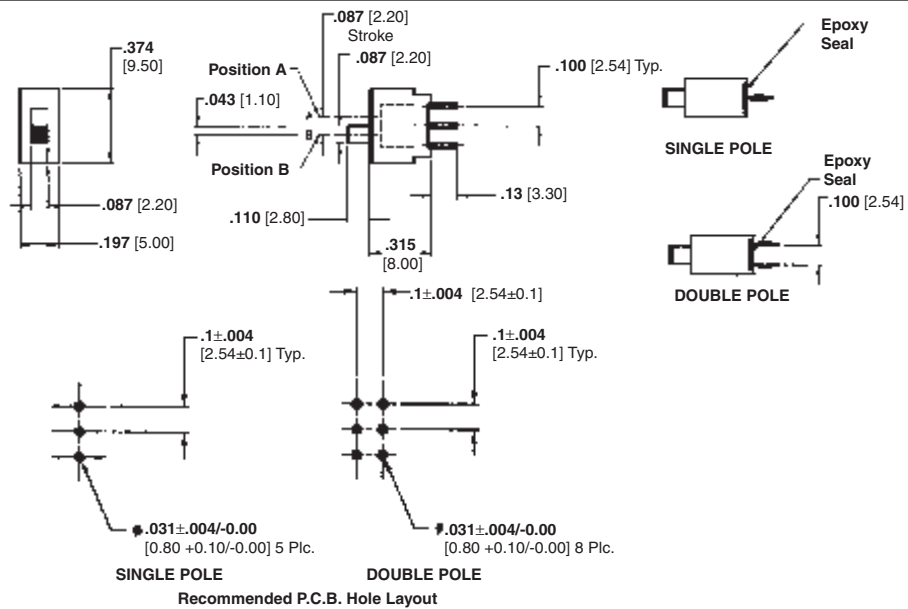 .374
[9.50]
.087 [2.20]
.197 [5.00]
.087 [2.20]
Stroke
.087 [2.20]
Position A
.043 [1.10]
A
B
Position B
.110 [2.80]
.315
[8.00]
.100 [2.54] Typ.
.13 [3.30]
Epoxy
Seal
SINGLE POLE
Epoxy
Seal
.100 [2.54]
DOUBLE POLE
.1±.004
[2.54±0.1] Typ.
.031±.004/-0.00
[0.80 +0.10/-0.00] 5 Plc.
SINGLE POLE
.1±.004 [2.54±0.1]
.1±.004
[2.54±0.1] Typ.
.031±.004/-0.00
[0.80 +0.10/-0.00] 8 Plc.
DOUBLE POLE
Recommended P.C.B. Hole Layout